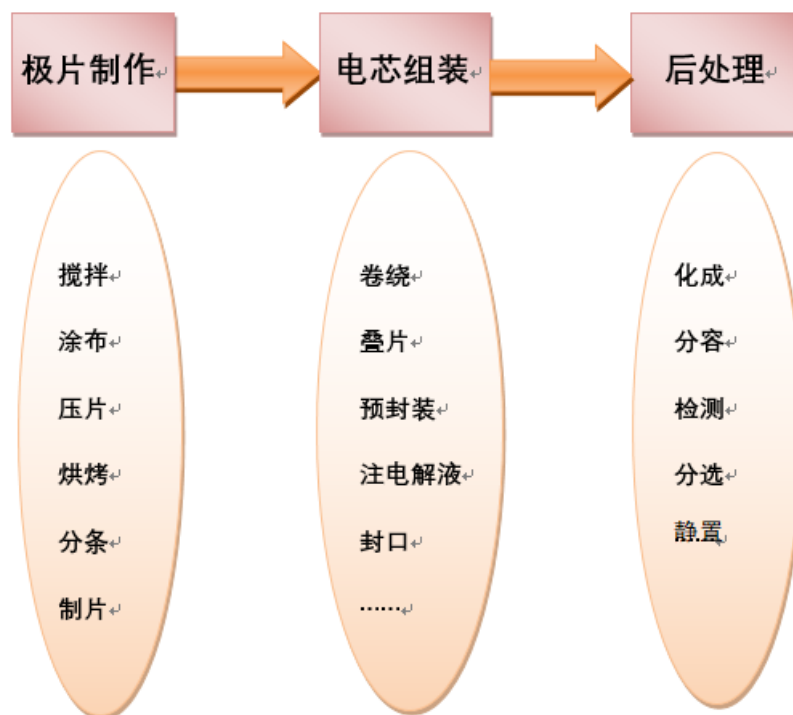 极片制作
电芯组装
后处理
搅拌
涂布
压片
烘烤
分条
制片
卷绕
叠片
预封装
注电解液
封口
……
化成
分容
检测
分选
静置